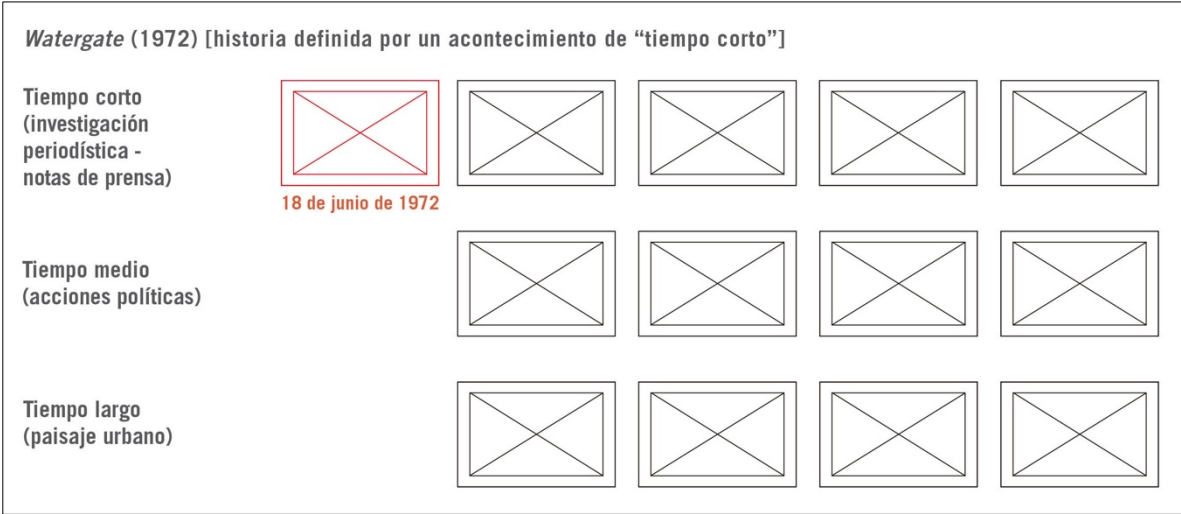 Watergate (1972) [historia definida por un acontecimiento de “tiempo corto”]
Tiempo corto
(investigación
periodística -
notas de prensa)
18 de junio de 1972
Tiempo medio
(acciones políticas)
Tiempo largo
(paisaje urbano)